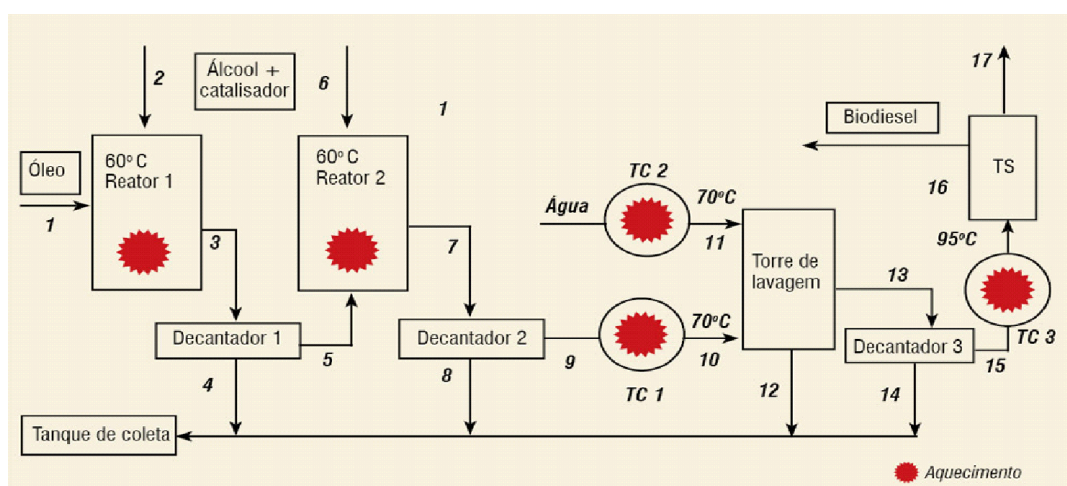 2
Álcool +
catalisador
6
1
17
Biodiesel
Óleo
1
60º C
Reator 1
60º C
Reator 2
TS
16
TC 2
70ºC
Água
11
95ºC
3
7
Torre de
lavagem
13
Decantador 1
5
Decantador 2
9
70ºC
10
TC 1
Decantador 3
15
TC 3
4
8
12
14
Tanque de coleta
Aquecimento